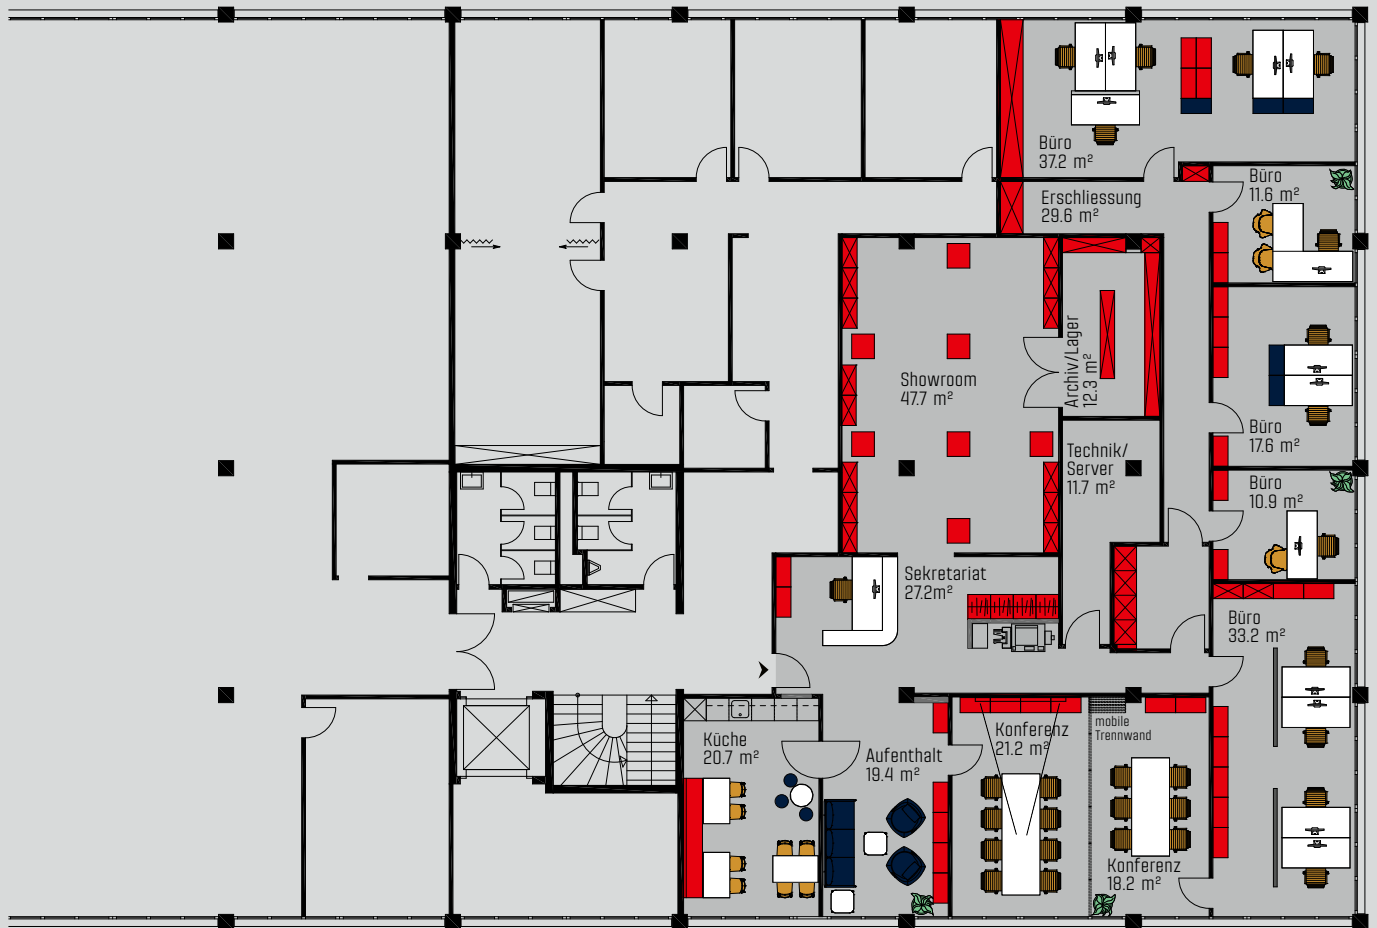 Büro
37.2 m²
Büro
11.6 m²
Erschliessung
29.6 m²
Showroom
47.7 m²
Archiv/Lager
12.3 m²
Büro
17.6 m²
Technik/
Server
11.7 m²
Büro
10.9 m²
Sekretariat
27.2m²
Büro
33.2 m²
Küche
20.7 m²
Aufenthalt
19.4 m²
Konferenz
21.2 m²
mobile
Trennwand
Konferenz
18.2 m²